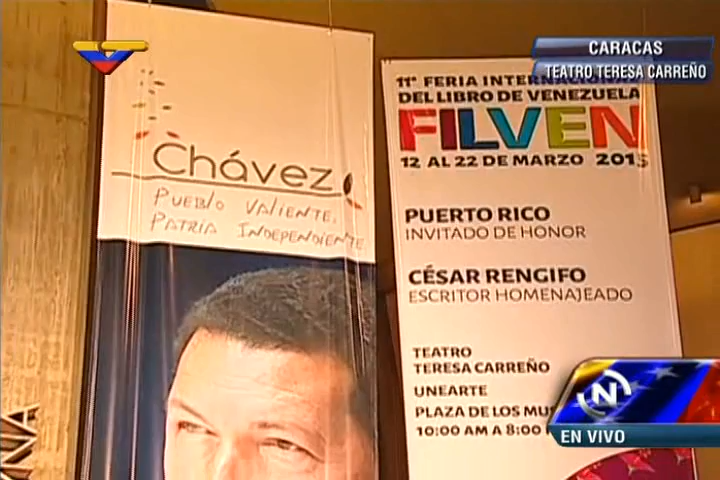 CARACAS
TEATRO TERESA CARREÑO
Chávez
PUEBLO VALIENTE,
PATRIA INDEPENDIENTE
11ª FERIA INTERNACIONAL
DEL LIBRO DE VENEZUELA
FILVEN
12 AL 22 DE MARZO 2015
PUERTO RICO
INVITADO DE HONOR
CÉSAR RENGIFO
ESCRITOR HOMENAJEADO
TEATRO
TERESA CARREÑO
UNEARTE
PLAZA DE LOS
10:00 AM A 8:00
N
EN VIVO